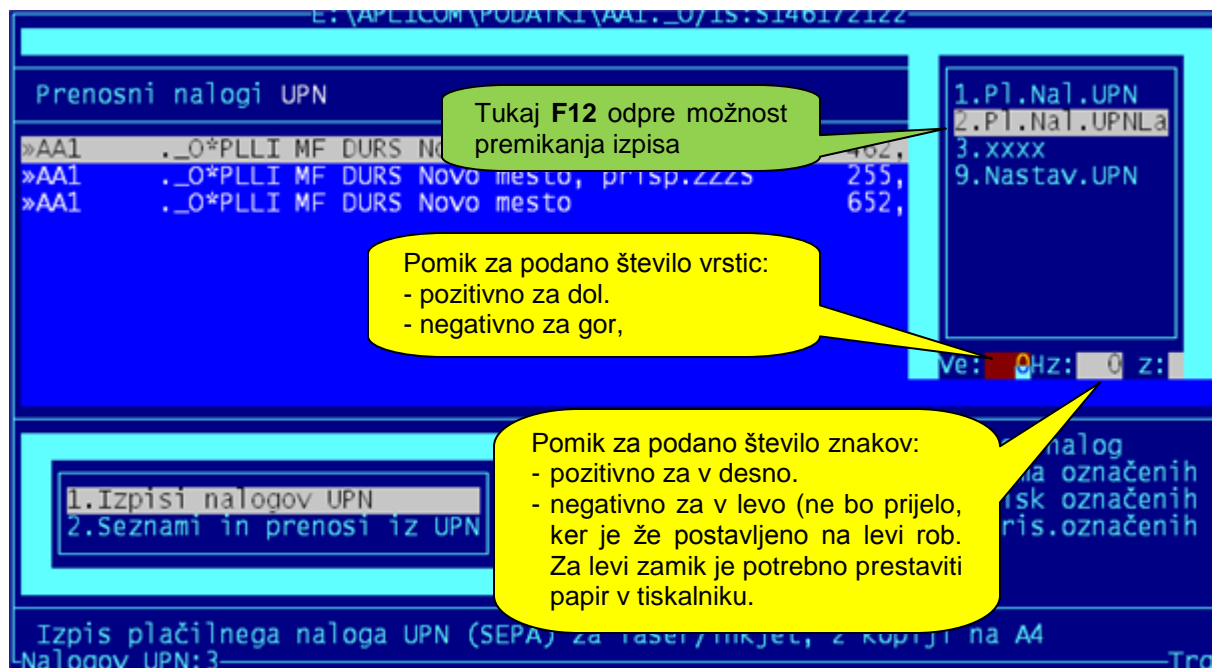 E:\APLICOM\PODATKI\AA1._O/IS:S146172122
Prenosni nalogi UPN
»AA1 ._O*PLLI MF DURS No 462,
»AA1 ._O*PLLI MF DURS Novo mesto, prisp.ZZZS 255,
»AA1 ._O*PLLI MF DURS Novo mesto 652,
Tukaj F12 odpre možnost
premikanja izpisa
1.Pl.Nal.UPN
2.Pl.Nal.UPNLa
3.xxxx
9.Nastav.UPN
Pomik za podano število vrstic:
- pozitivno za dol.
- negativno za gor,
Ve: 0Hz: 0 z:
Pomik za podano število znakov:
- pozitivno za v desno.
- negativno za v levo (ne bo prijelo,
ker je že postavljeno na levi rob.
Za levi zamik je potrebno prestaviti
papir v tiskalniku.
1.Izpisi nalogov UPN
2.Seznami in prenosi iz UPN
nalog
označenih
isk označenih
ris.označenih
Izpis plačilnega naloga UPN (SEPA) za laser/inkjet, 2 kopiji na A4
Nalogov UPN:3